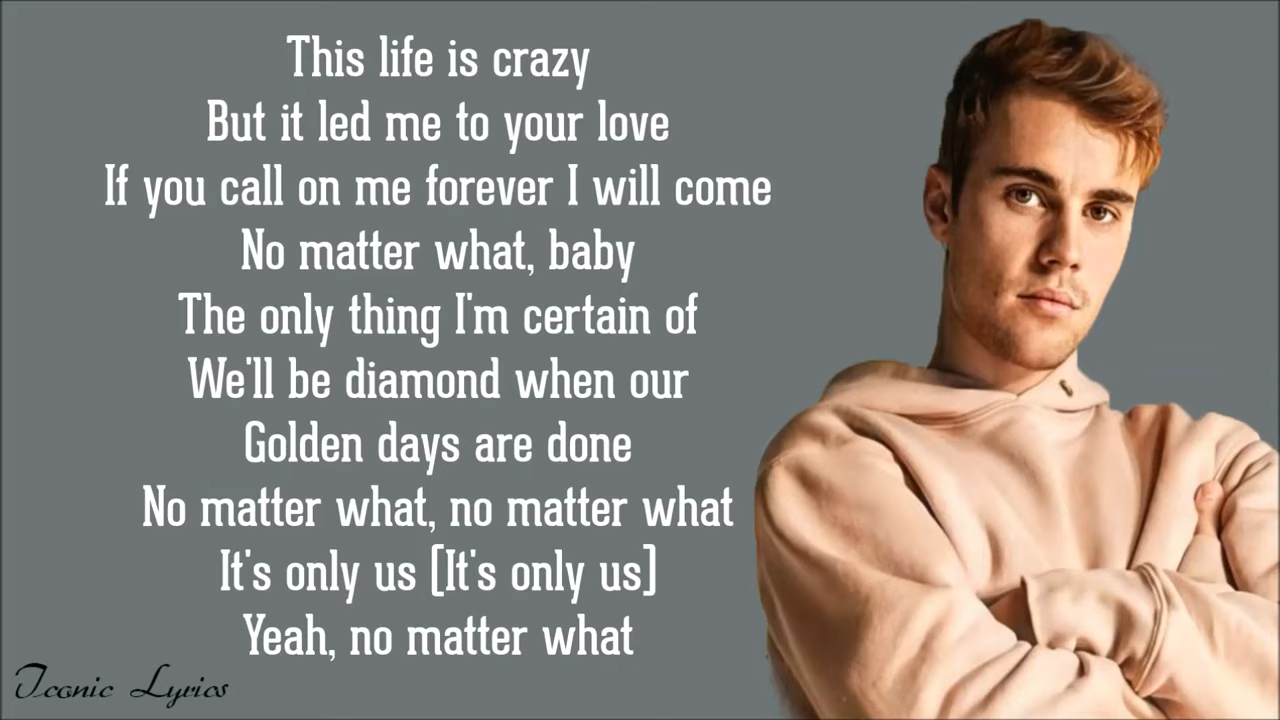 This life is crazy
But it led me to your love
If you call on me forever I will come
No matter what, baby
The only thing I'm certain of
We'll be diamond when our
Golden days are done
No matter what, no matter what
It's only us [It's only us]
Yeah, no matter what
Iconic Lyrics